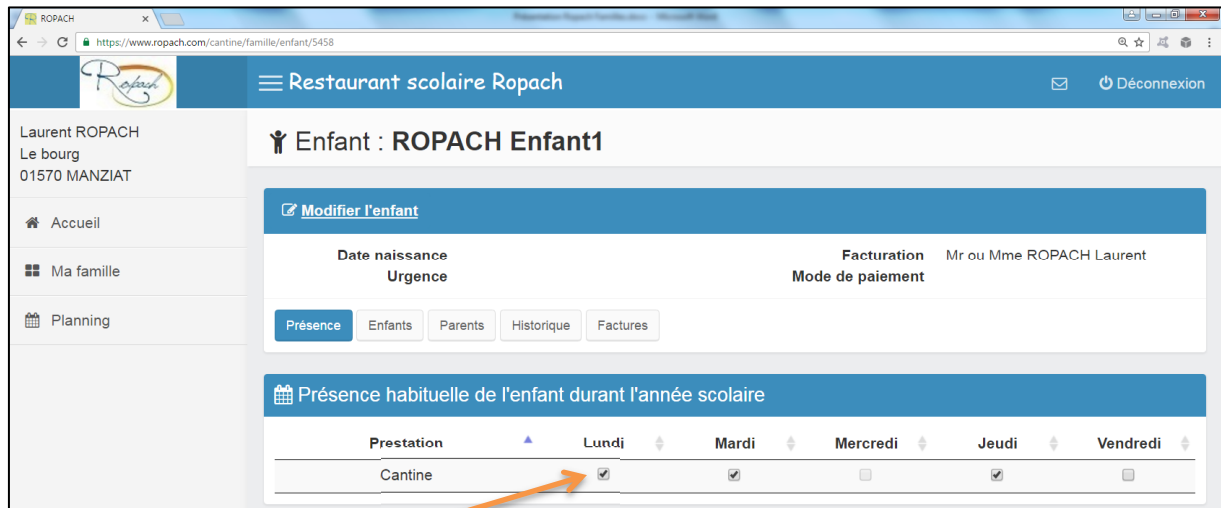 ROPACH
https://www.ropach.com/cantine/famille/enfant/5458
Ropach
Restaurant scolaire Ropach
Déconnexion
Laurent ROPACH
Le bourg
01570 MANZIAT
Accueil
Ma famille
Planning
Enfant : ROPACH Enfant1
Modifier l'enfant
Date naissance
Urgence
Facturation Mr ou Mme ROPACH Laurent
Mode de paiement
Présence Enfants Parents Historique Factures
Présence habituelle de l'enfant durant l'année scolaire
Prestation Lundi Mardi Mercredi Jeudi Vendredi
Cantine